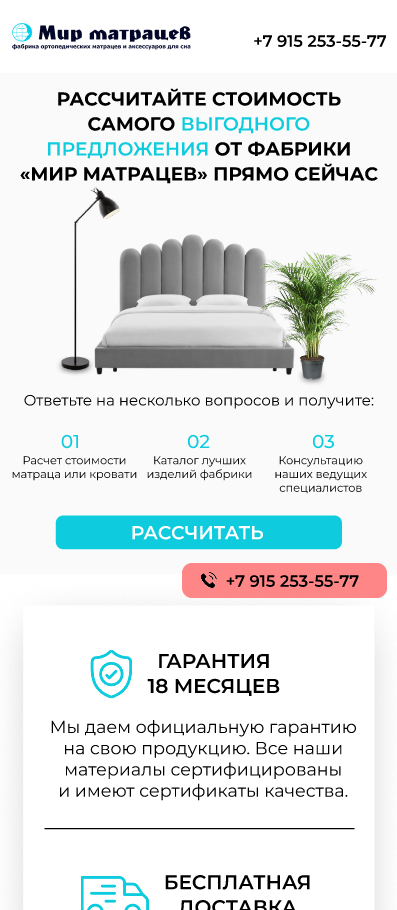 Мир матрацев
фабрика ортопедических матрацев и аксессуаров для сна
+7 915 253-55-77
РАССЧИТАЙТЕ СТОИМОСТЬ
САМОГО ВЫГОДНОГО
ПРЕДЛОЖЕНИЯ ОТ ФАБРИКИ
«МИР МАТРАЦЕВ» ПРЯМО СЕЙЧАС
Ответьте на несколько вопросов и получите:
01
Расчет стоимости
матраца или кровати
02
Каталог лучших
изделий фабрики
03
Консультацию
наших ведущих
специалистов
РАССЧИТАТЬ
+7 915 253-55-77
ГАРАНТИЯ
18 МЕСЯЦЕВ
Мы даем официальную гарантию
на свою продукцию. Все наши
материалы сертифицированы
и имеют сертификаты качества.
БЕСПЛАТНАЯ
ДОСТАВКА